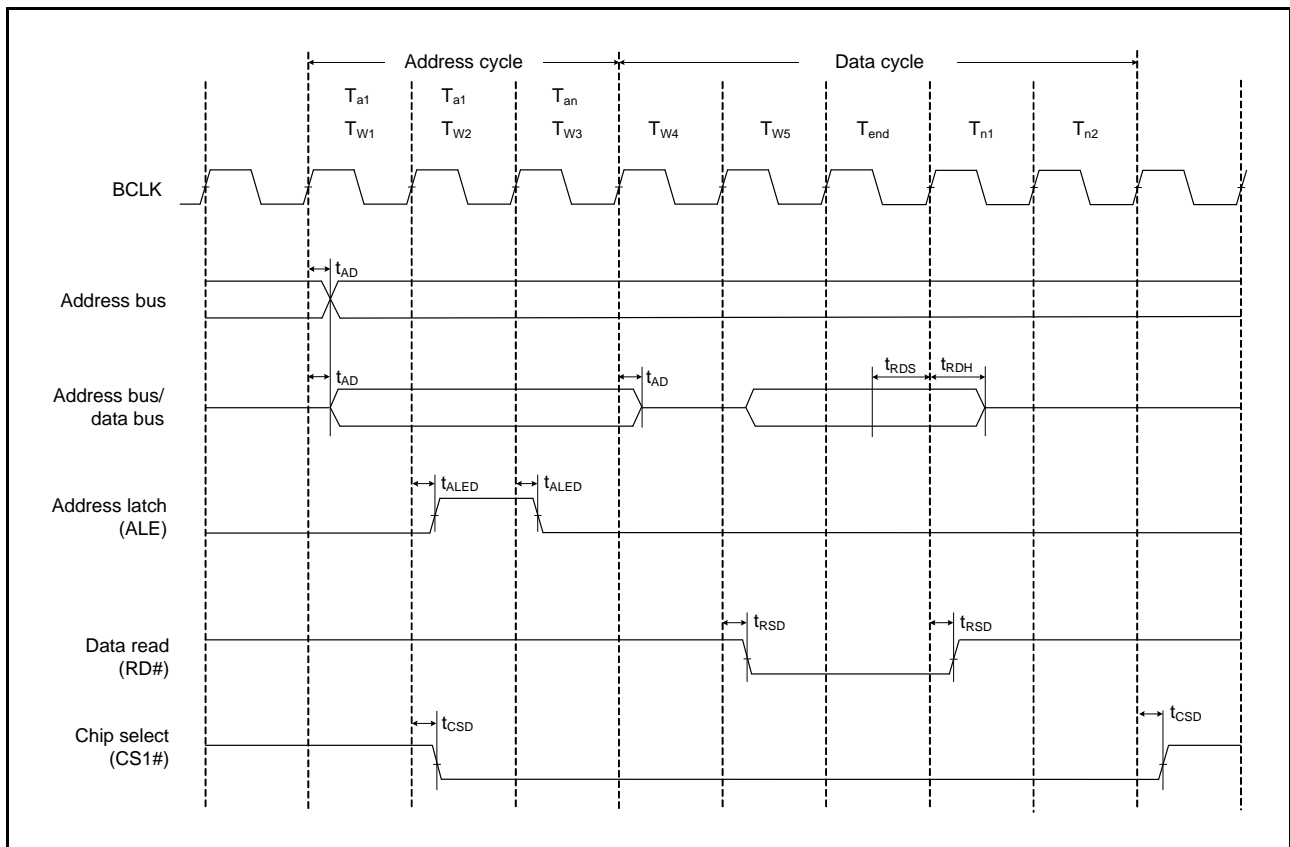 Address cycle
Data cycle
Ta1 Ta1 Tan
TW1 TW2 TW3 TW4 TW5 Tend Tn1 Tn2
BCLK
tAD
Address bus
tRDS tRDH
tAD tAD
Address bus/
data bus
tALED tALED
Address latch
(ALE)
tRSD tRSD
Data read
(RD#)
tCSD tCSD
Chip select
(CS1#)